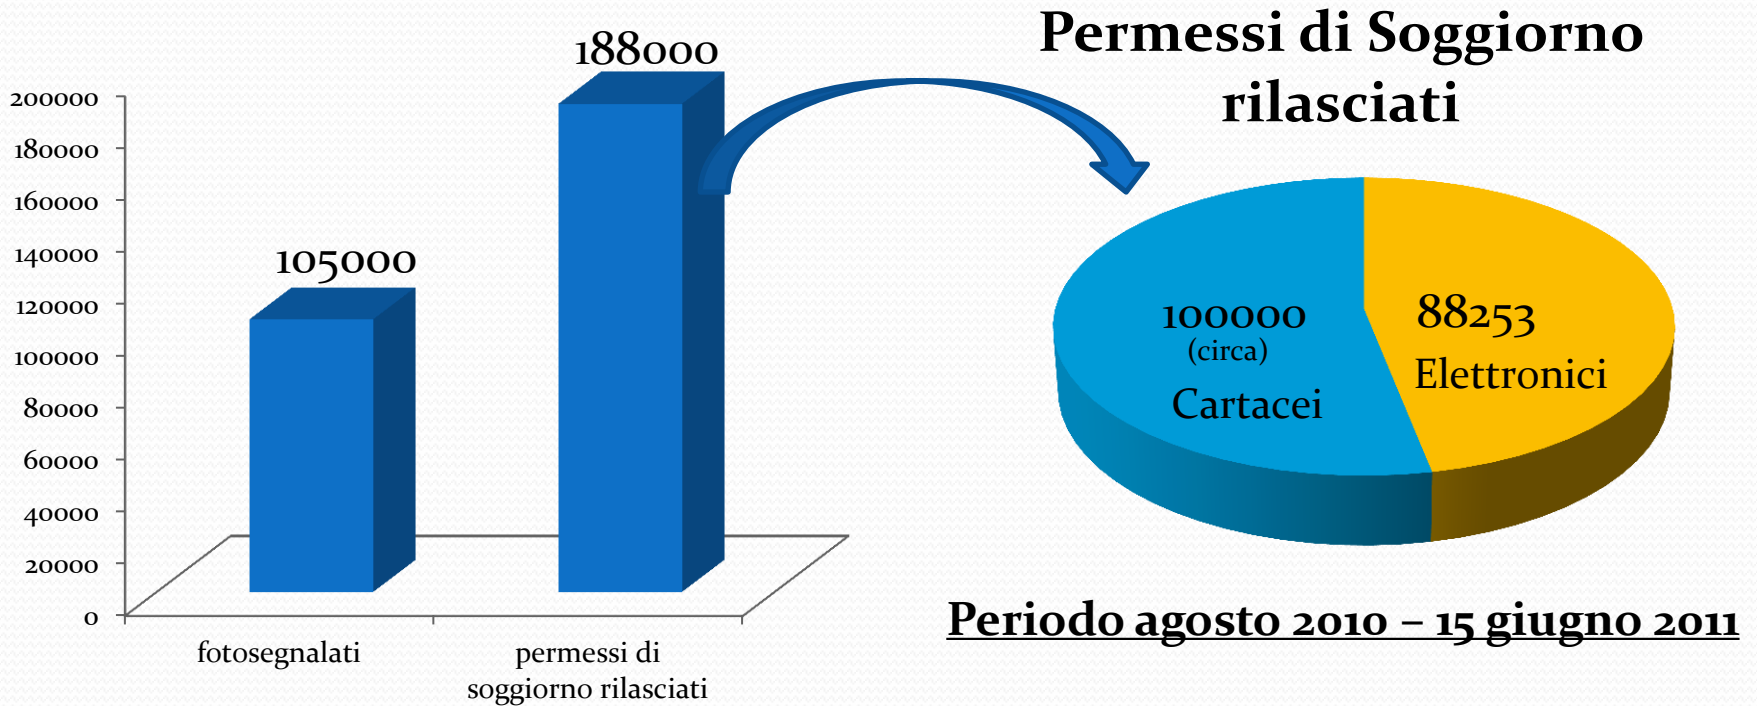 188000
105000
200000
180000
160000
140000
120000
100000
80000
60000
40000
20000
0
fotosegnalati
permessi di
soggiorno rilasciati
Permessi di Soggiorno
rilasciati
100000
(circa)
Cartacei
88253
Elettronici
Periodo agosto 2010 – 15 giugno 2011